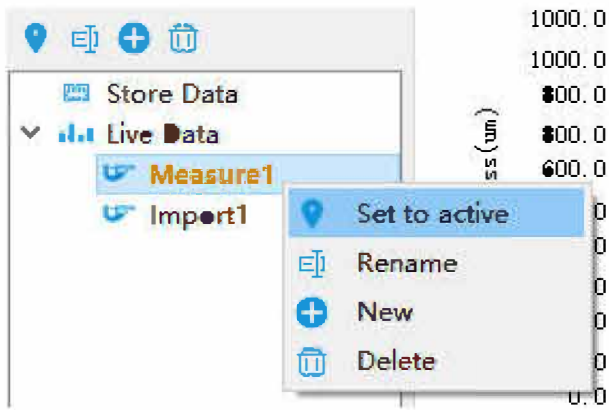 1000.0
1000.0
Store Data
800.0
Live Data
800.0
ss(um)
Measure1
600.0
Import1
Set to active
Rename
New
Delete
0.0